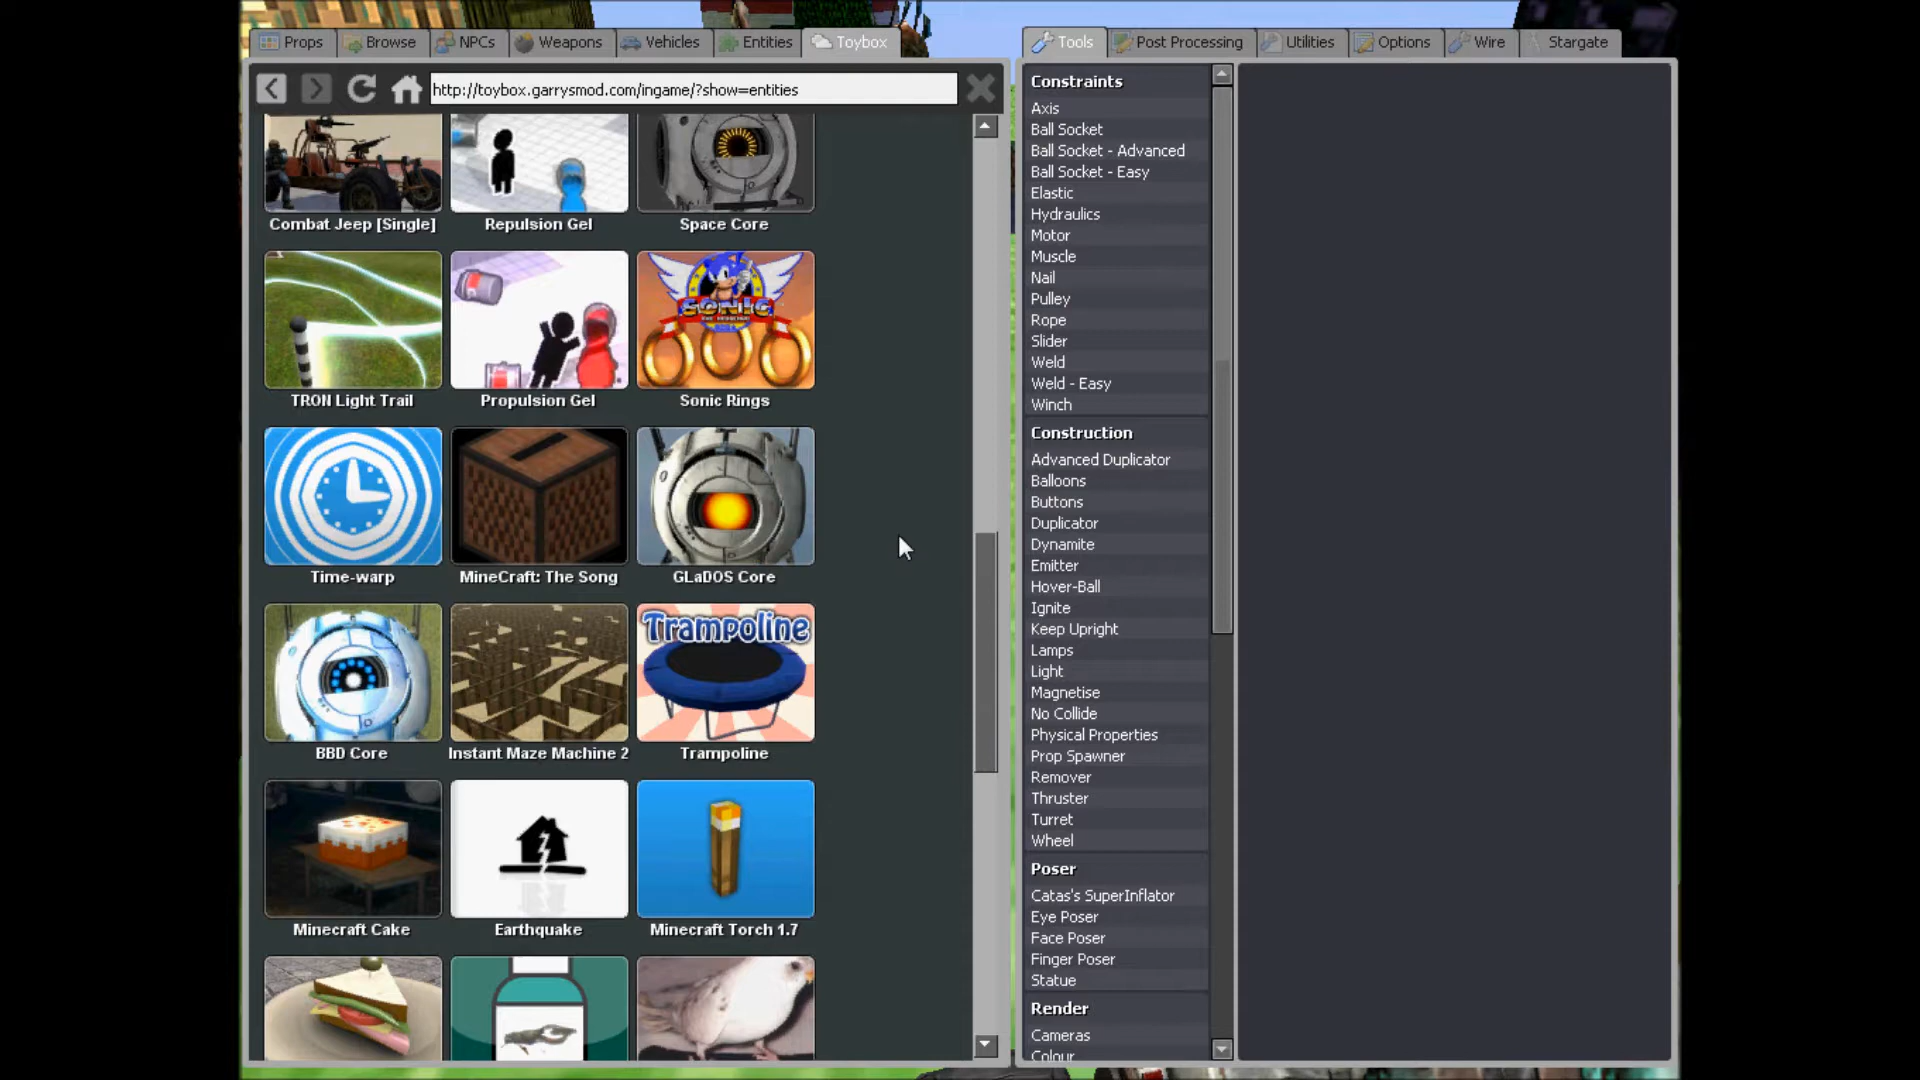 Props Browse NPCs Weapons Vehicles Entities Toybox
http://toybox.garrysmod.com/ingame/?show=entities
Combat Jeep [Single] Repulsion Gel Space Core
SONIC
TRON Light Trail Propulsion Gel Sonic Rings
Time-warp MineCraft: The Song GLaDOS Core
Trampoline
BBD Core Instant Maze Machine 2 Trampoline
Minecraft Cake Earthquake Minecraft Torch 1.7
Tools Post Processing Utilities Options Wire Stargate
Constraints
Axis
Ball Socket
Ball Socket - Advanced
Ball Socket - Easy
Elastic
Hydraulics
Motor
Muscle
Nail
Pulley
Rope
Slider
Weld
Weld - Easy
Winch
Construction
Advanced Duplicator
Balloons
Buttons
Duplicator
Dynamite
Emitter
Hover-Ball
Ignite
Keep Upright
Lamps
Light
Magnetise
No Collide
Physical Properties
Prop Spawner
Remover
Thruster
Turret
Wheel
Poser
Catas's SuperInflator
Eye Poser
Face Poser
Finger Poser
Statue
Render
Cameras
Colour